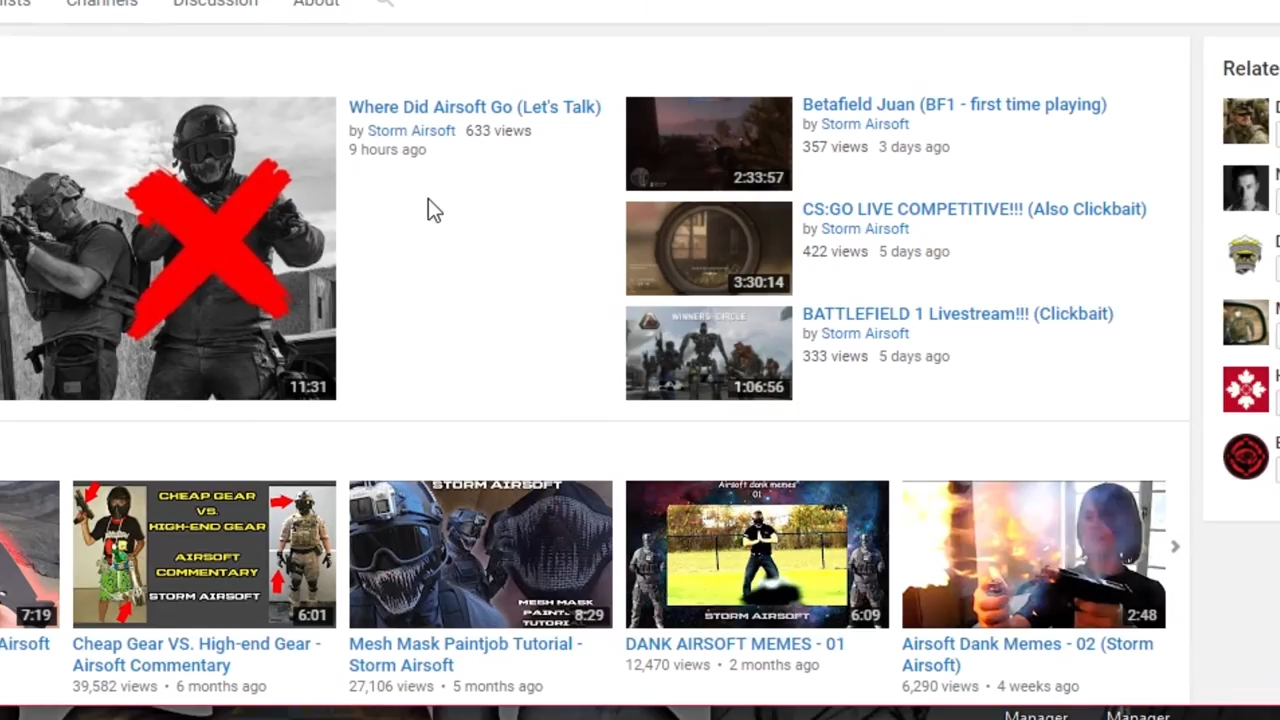 Channels
Discussion
About
Where Did Airsoft Go (Let's Talk)
by Storm Airsoft 633 views
9 hours ago
11:31
Betafield Juan (BF1 - first time playing)
by Storm Airsoft
357 views 3 days ago
2:33:57
CS:GO LIVE COMPETITIVE!!! (Also Clickbait)
by Storm Airsoft
422 views 5 days ago
3:30:14
BATTLEFIELD 1 Livestream!!! (Clickbait)
by Storm Airsoft
333 views 5 days ago
WINNERS CIRCLE
1:06:56
Relate
7:19
Airsoft
CHEAP GEAR
VS.
HIGH-END GEAR
AIRSOFT
COMMENTARY
STORM AIRSOFT
6:01
Cheap Gear VS. High-end Gear -
Airsoft Commentary
39,582 views • 6 months ago
STORM AIRSOFT
MESH MASK
8:29
Mesh Mask Paintjob Tutorial -
Storm Airsoft
27,106 views • 5 months ago
Airsoft dank memes
01
STORM AIRSOFT
6:09
DANK AIRSOFT MEMES - 01
12,470 views • 2 months ago
2:48
Airsoft Dank Memes - 02 (Storm
Airsoft)
6,290 views • 4 weeks ago
Manager
Manager